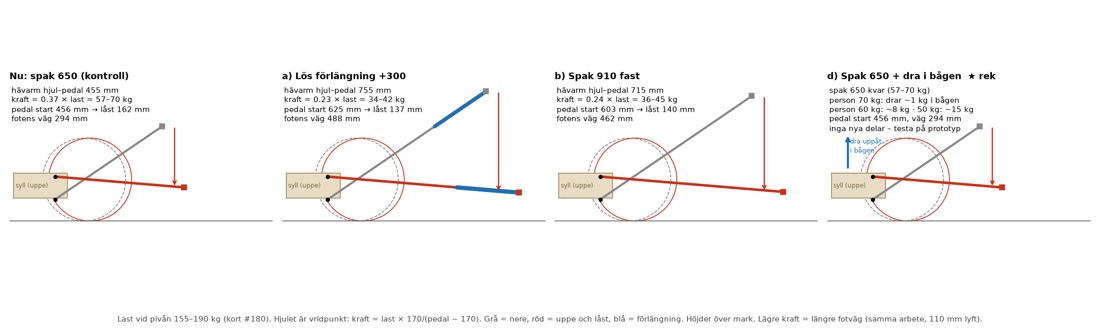 Nu: spak 650 (kontroll)
hävarm hjul–pedal 455 mm
kraft = 0.37 × last = 57–70 kg
pedal start 456 mm → låst 162 mm
fotens väg 294 mm
syll (uppe)
a) Lös förlängning +300
hävarm hjul–pedal 755 mm
kraft = 0.23 × last = 34–42 kg
pedal start 625 mm → låst 137 mm
fotens väg 488 mm
syll (uppe)
b) Spak 910 fast
hävarm hjul–pedal 715 mm
kraft = 0.24 × last = 36–45 kg
pedal start 603 mm → låst 140 mm
fotens väg 462 mm
syll (uppe)
d) Spak 650 + dra i bågen ★ rek
spak 650 kvar (57–70 kg)
person 70 kg: drar ~1 kg i bågen
person 60 kg: ~8 kg · 50 kg: ~15 kg
pedal start 456 mm, väg 294 mm
inga nya delar – testa på prototyp
dra uppåt
i bågen
syll (uppe)
Last vid pivån 155–190 kg (kort #180). Hjulet är vridpunkt: kraft = last × 170/(pedal − 170). Grå = nere, röd = uppe och låst, blå = förlängning. Höjder över mark. Lägre kraft = längre fotväg (samma arbete, 110 mm lyft).